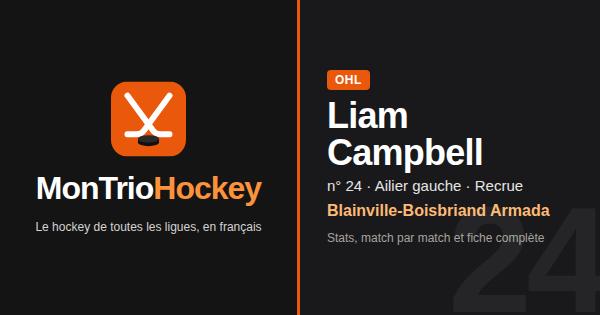 MonTrioHockey
Le hockey de toutes les ligues, en français
OHL
Liam
Campbell
n° 24 · Ailier gauche · Recrue
Blainville-Boisbriand Armada
Stats, match par match et fiche complète
24